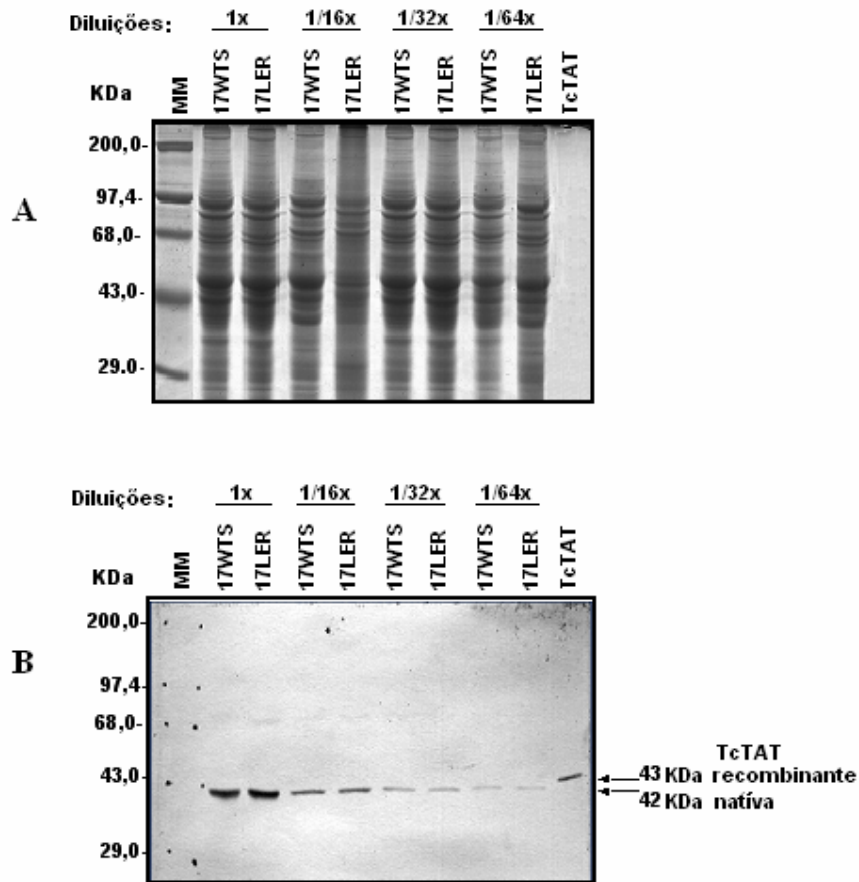 Diluições: 1x 1/16x 1/32x 1/64x
KDa MM 17WTS 17LER 17WTS 17LER 17WTS 17LER 17WTS 17LER TcTAT
200,0-
97,4-
A
68,0-
43,0-
29.0-
Diluições: 1x 1/16x 1/32x 1/64x
KDa MM 17WTS 17LER 17WTS 17LER 17WTS 17LER 17WTS 17LER TcTAT
200,0-
B
97,4-
68,0-
TcTAT
43,0-
43 KDa recombinante
42 KDa natíva
29,0-